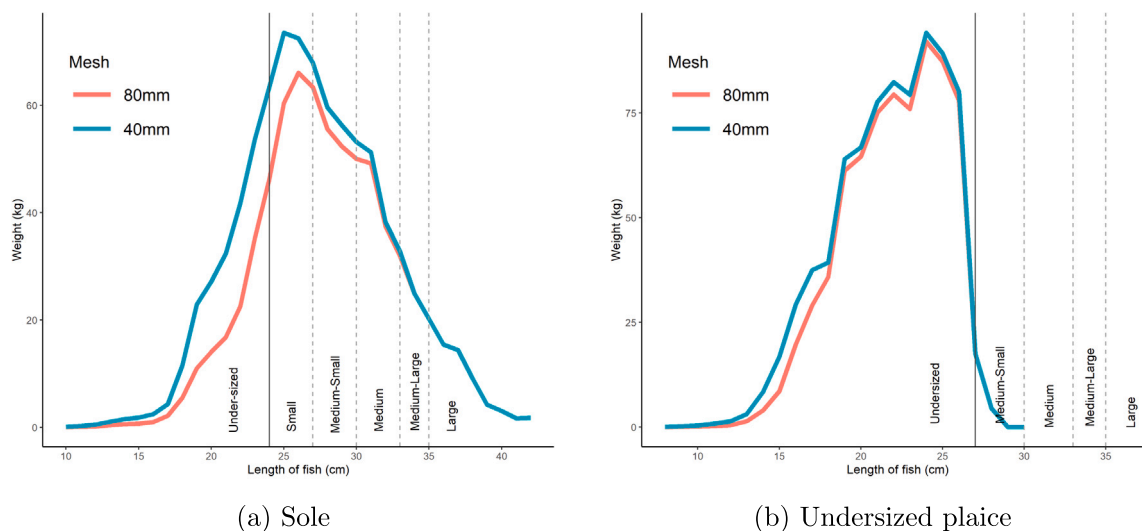 Mesh
80mm
40mm
Weight (kg)
60
40
20
0
Under-sized
Small
Medium-Small
Medium
Medium-Large
Large
10
15
20
25
30
35
40
Length of fish (cm)
(a) Sole
Mesh
80mm
40mm
Weight (kg)
75
50
25
0
Undersized
Medium-Small
Medium
Medium-Large
Large
10
15
20
25
30
35
Length of fish (cm)
(b) Undersized plaice